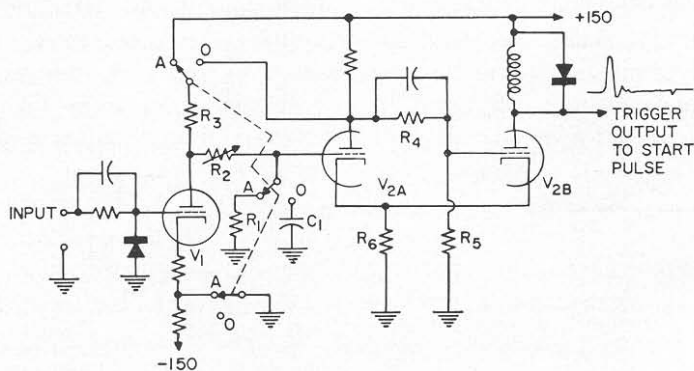 +150
A
O
R3
R4
TRIGGER
OUTPUT
TO START
PULSE
R2
V2A
V2B
A
O
INPUT
R1
C1
V1
R6
R5
A
O
-150